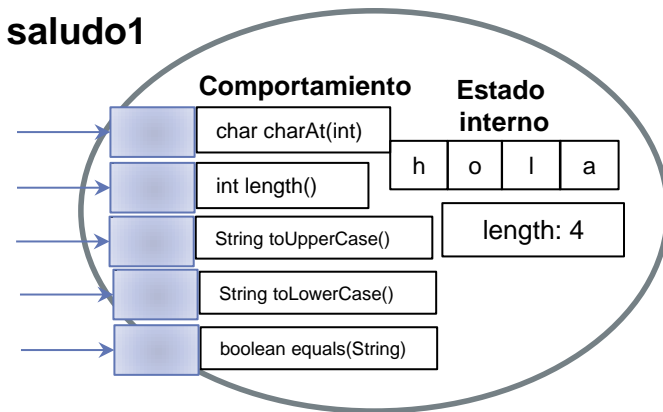 saludo1
Comportamiento
Estado
interno
char charAt(int)
h o l a
int length()
length: 4
String toUpperCase()
String toLowerCase()
boolean equals(String)